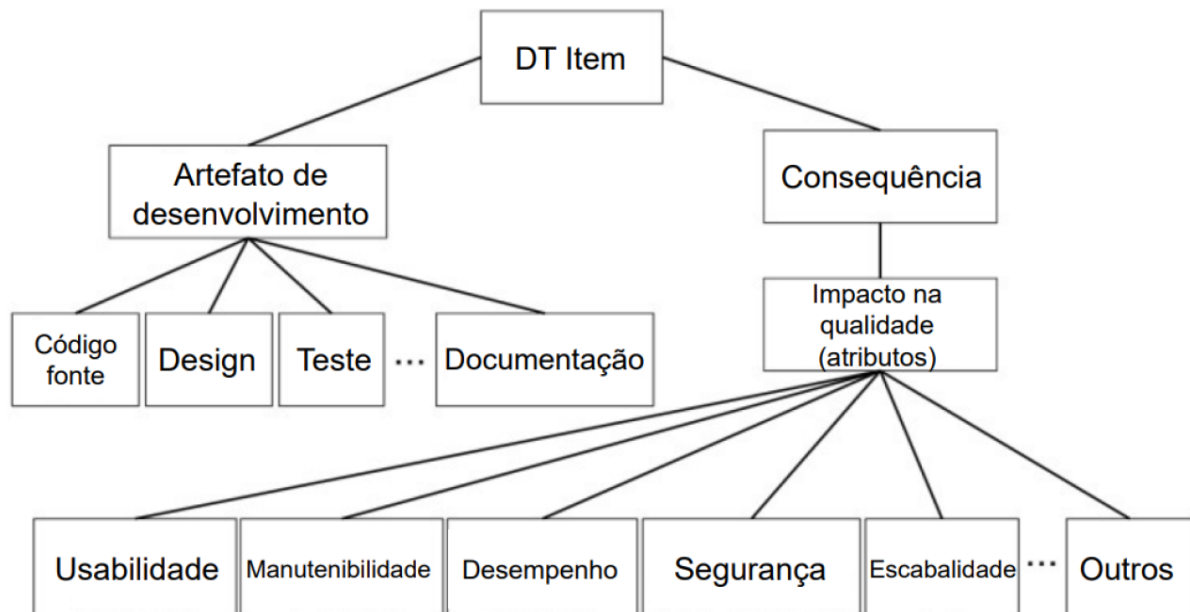 DT Item
Artefato de
desenvolvimento
Consequência
Código
fonte
Design
Teste
...
Documentação
Impacto na
qualidade
(atributos)
Usabilidade
Manutenibilidade
Desempenho
Segurança
Escabalidade
...
Outros